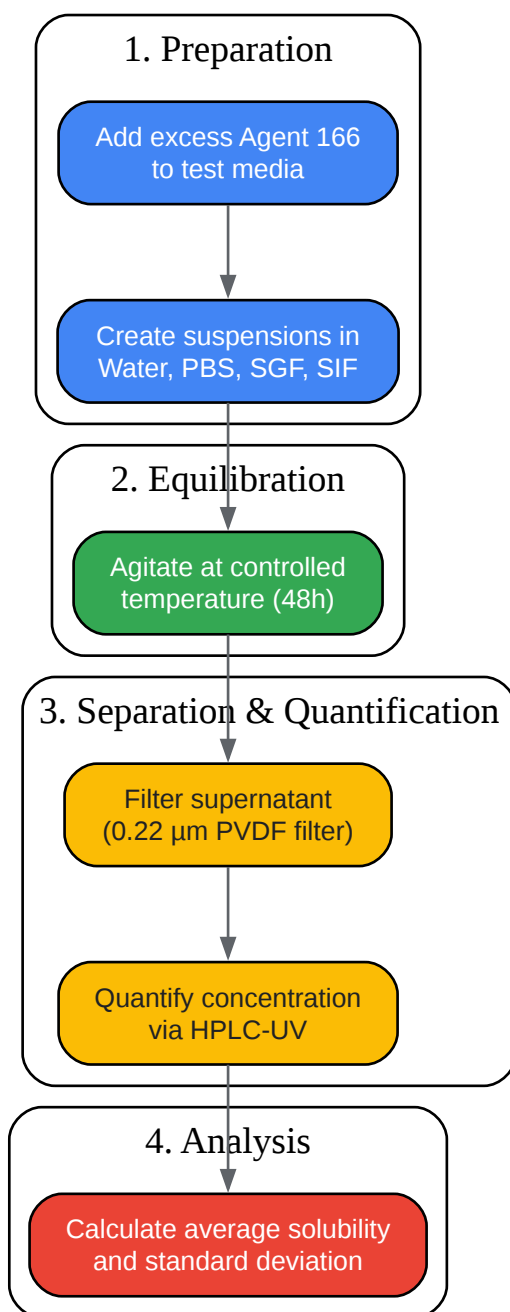 1. Preparation
Add excess Agent 166
to test media
Create suspensions in
Water, PBS, SGF, SIF
2. Equilibration
Agitate at controlled
temperature (48h)
3. Separation & Quantification
Filter supernatant
(0.22 µm PVDF filter)
Quantify concentration
via HPLC-UV
4. Analysis
Calculate average solubility
and standard deviation